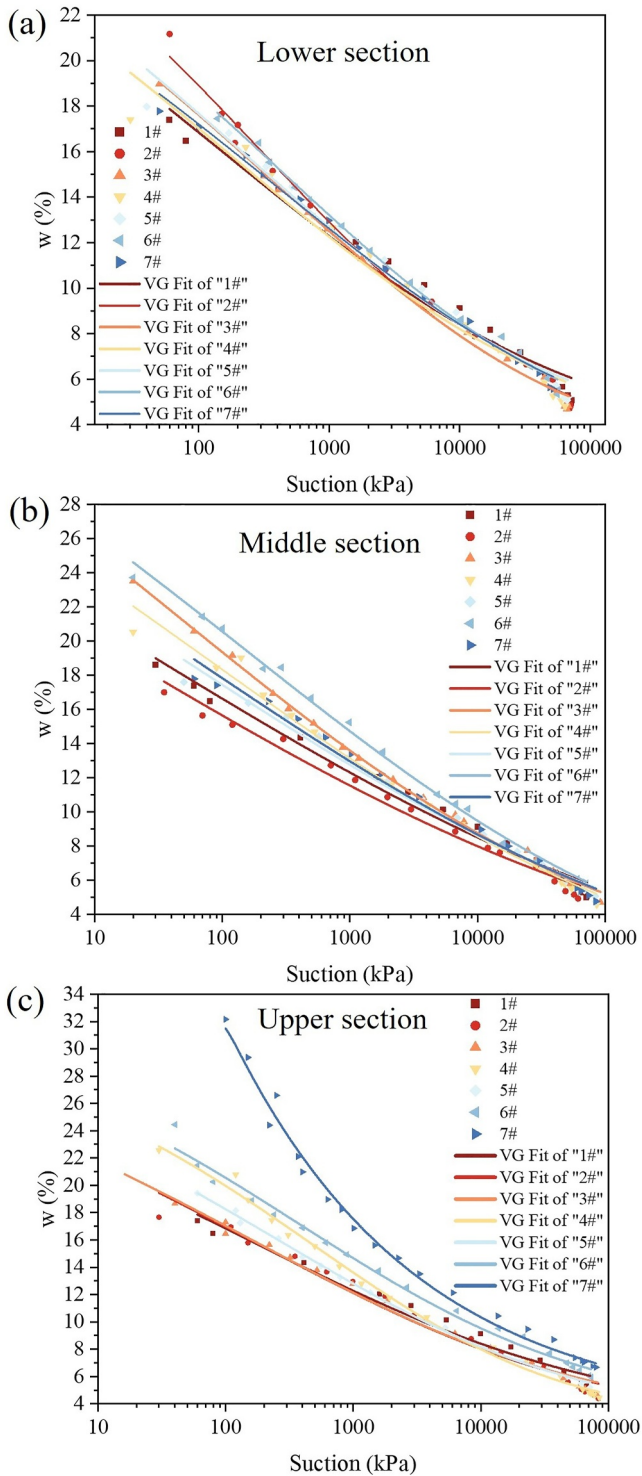 (a)
22
20
18
16
14
12
10
8
6
4
w (%)
Lower section
1#
2#
3#
4#
5#
6#
7#
VG Fit of "1#"
VG Fit of "2#"
VG Fit of "3#"
VG Fit of "4#"
VG Fit of "5#"
VG Fit of "6#"
VG Fit of "7#"
100 1000 10000 100000
Suction (kPa)
(b)
28
26
24
22
20
18
16
14
12
10
8
6
4
w (%)
Middle section
1#
2#
3#
4#
5#
6#
7#
VG Fit of "1#"
VG Fit of "2#"
VG Fit of "3#"
VG Fit of "4#"
VG Fit of "5#"
VG Fit of "6#"
VG Fit of "7#"
10 100 1000 10000 100000
Suction (kPa)
(c)
34
32
30
28
26
24
22
20
18
16
14
12
10
8
6
4
w (%)
Upper section
1#
2#
3#
4#
5#
6#
7#
VG Fit of "1#"
VG Fit of "2#"
VG Fit of "3#"
VG Fit of "4#"
VG Fit of "5#"
VG Fit of "6#"
VG Fit of "7#"
10 100 1000 10000 100000
Suction (kPa)